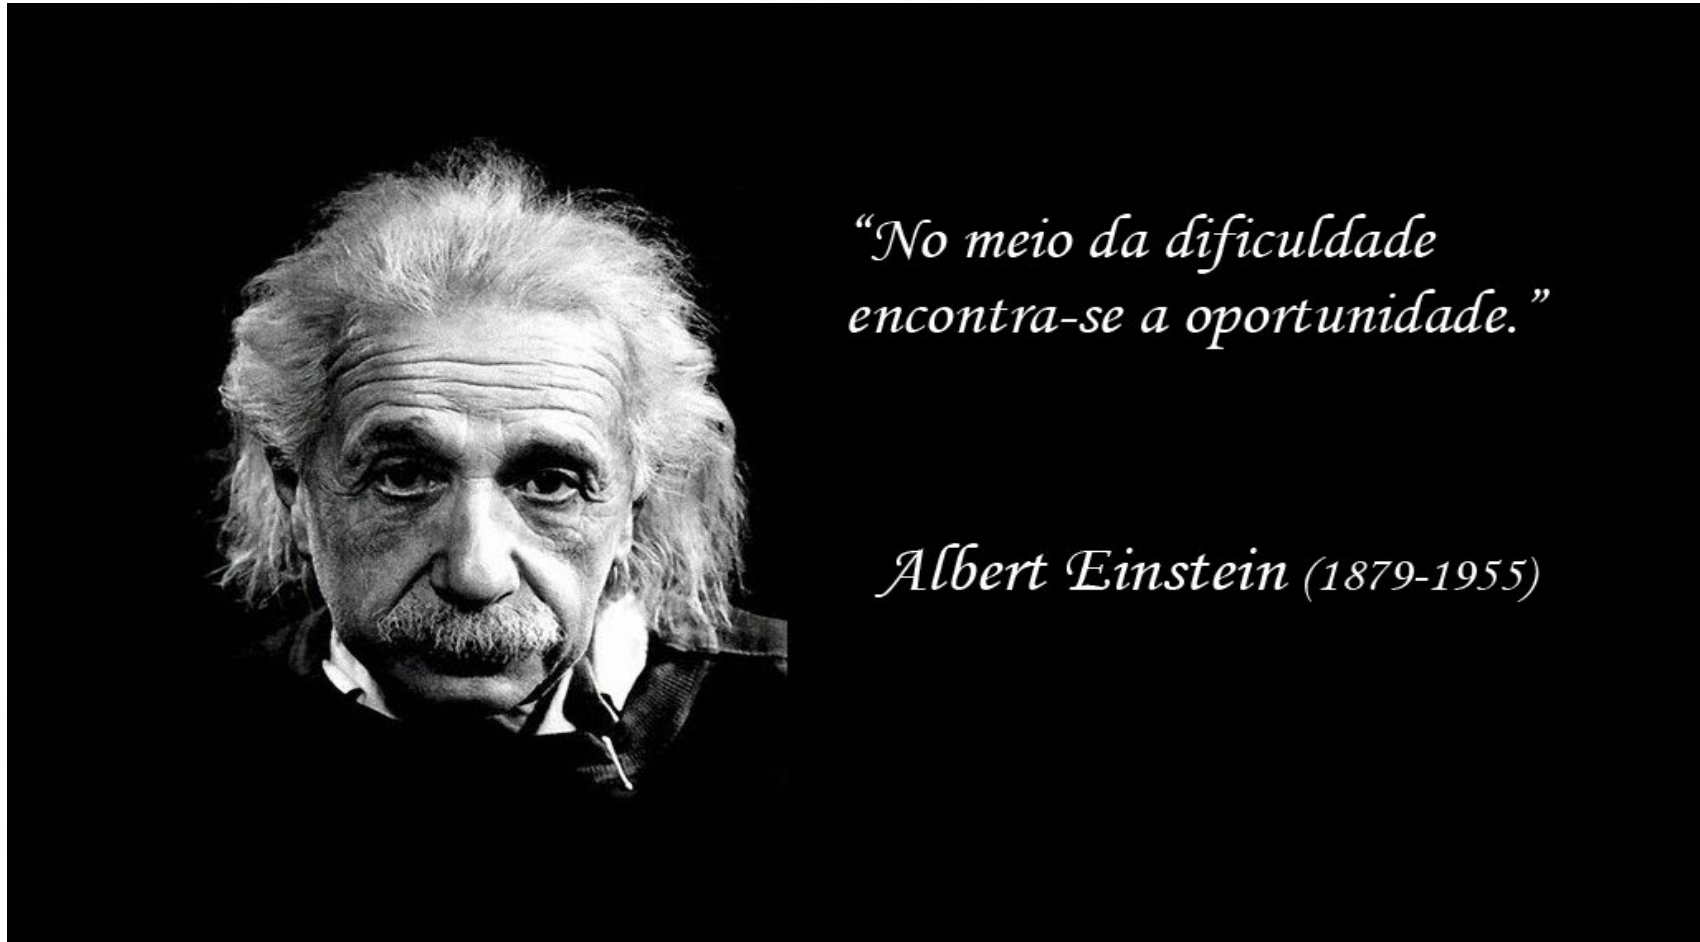 “No meio da dificuldade
encontra-se a oportunidade.”
Albert Einstein (1879-1955)